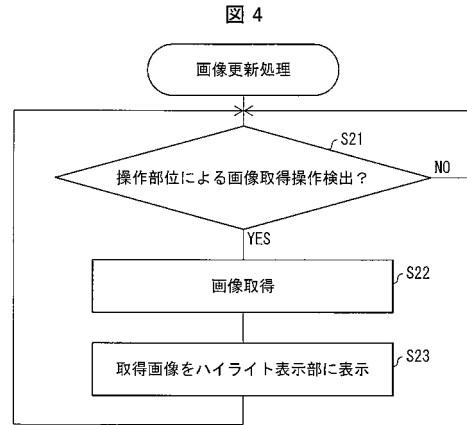 図 4
画像更新処理
S21
操作部位による画像取得操作検出？
NO
YES
S22
画像取得
S23
取得画像をハイライト表示部に表示